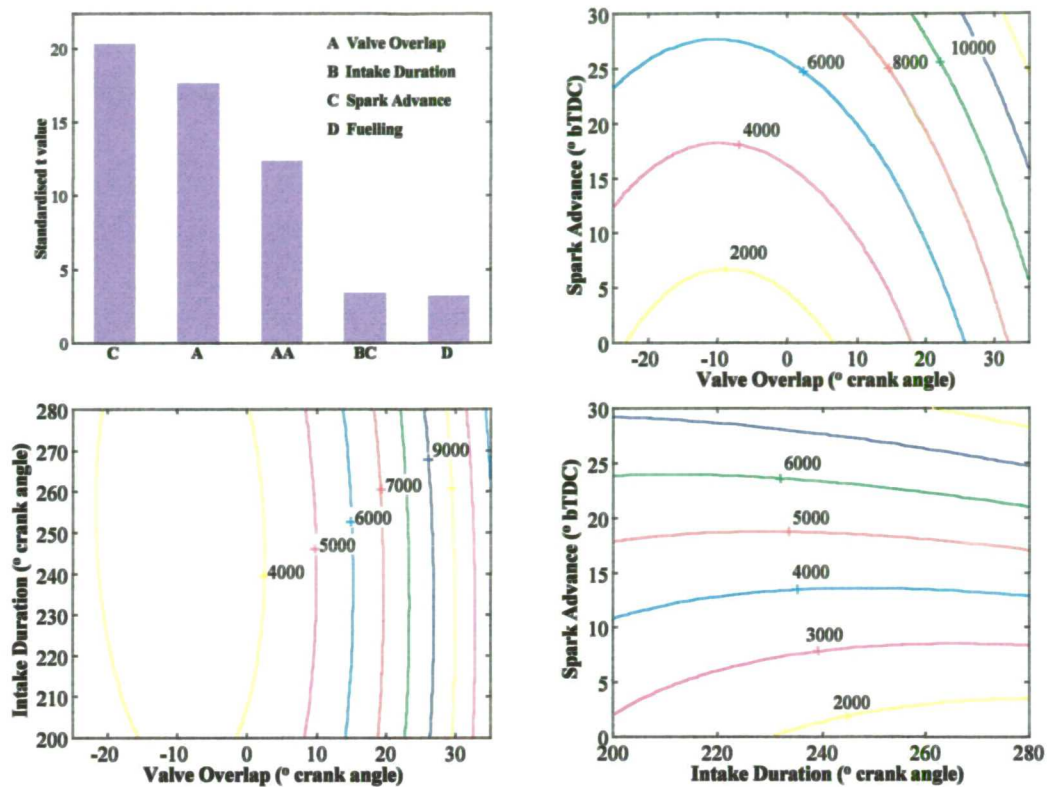 20
15
10
5
0
Standardised t value
A Valve Overlap
B Intake Duration
C Spark Advance
D Fuelling
C A AA BC D
30
25
20
15
10
5
0
Spark Advance (° bTDC)
6000
8000
10000
4000
2000
-20 -10 0 10 20 30
Valve Overlap (° crank angle)
280
270
260
250
240
230
220
210
200
Intake Duration (° crank angle)
9000
7000
6000
5000
4000
-20 -10 0 10 20 30
Valve Overlap (° crank angle)
30
25
20
15
10
5
0
Spark Advance (° bTDC)
6000
5000
4000
3000
2000
200 220 240 260 280
Intake Duration (° crank angle)